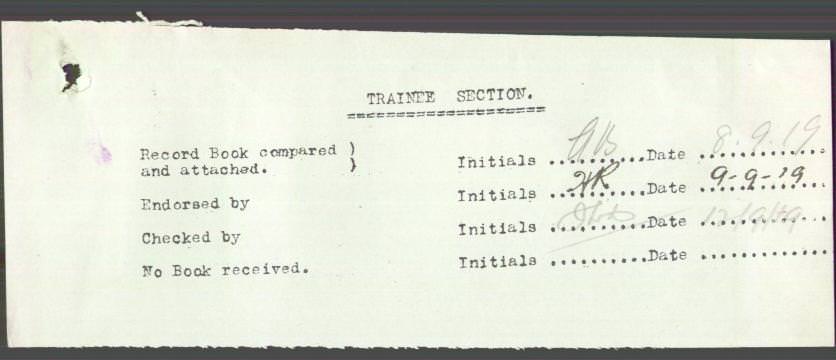 TRAINEE SECTION.
Record Book compared )
and attached. ) Initials ........... Date 8.9.19
Endorsed by Initials HR Date 9-9-19
Checked by Initials ........... Date ...........
No Book received. Initials ........... Date ...........